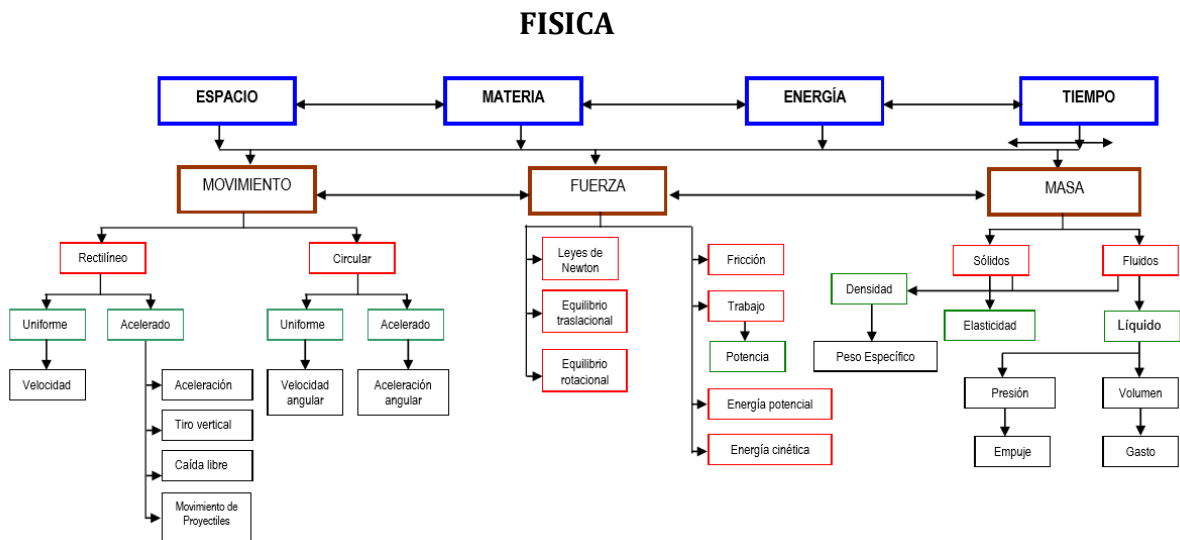 FISICA
ESPACIO
MATERIA
ENERGÍA
TIEMPO
MOVIMIENTO
FUERZA
MASA
Rectilíneo
Circular
Leyes de
Newton
Fricción
Sólidos
Fluidos
Densidad
Equilibrio
traslacional
Trabajo
Uniforme
Acelerado
Uniforme
Acelerado
Elasticidad
Líquido
Potencia
Peso Específico
Equilibrio
rotacional
Velocidad
Velocidad
angular
Aceleración
angular
Aceleración
Presión
Volumen
Energía potencial
Tiro vertical
Energía cinética
Empuje
Gasto
Caída libre
Movimiento de
Proyectiles